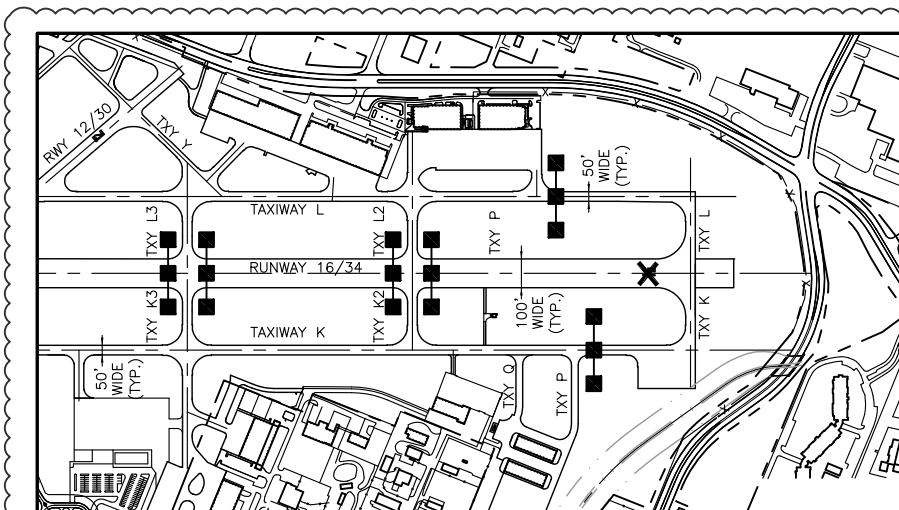 RWY 12/30
TXY Y
50'
WIDE
(TYP.)
TXY L3
TAXIWAY L
TXY L2
TXY P
TXY L
RUNWAY 16/34
TXY K3
TXY K2
100'
WIDE
(TYP.)
TXY K
TAXIWAY K
50'
WIDE
(TYP.)
TXY Q
TXY P